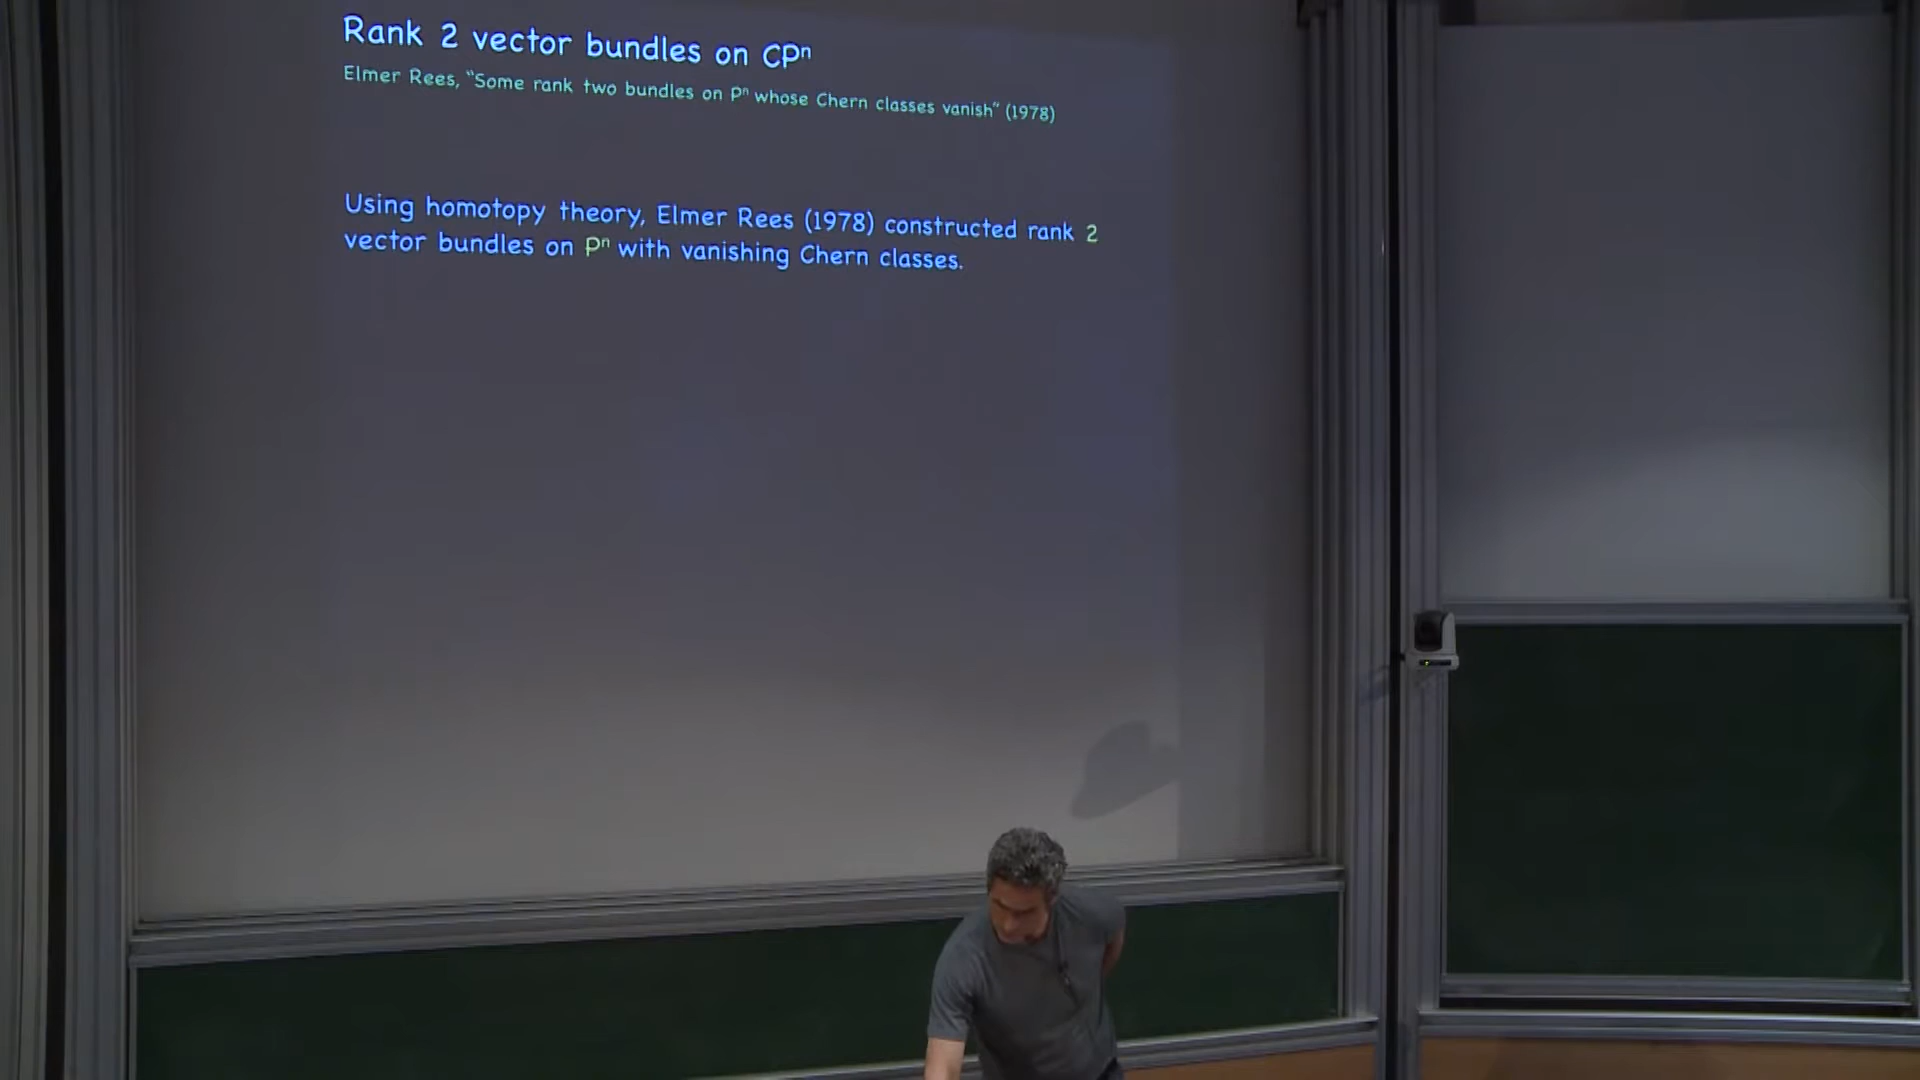 Rank 2 vector bundles on CPⁿ
Elmer Rees, “Some rank two bundles on Pⁿ whose Chern classes vanish” (1978)
Using homotopy theory, Elmer Rees (1978) constructed rank 2
vector bundles on Pⁿ with vanishing Chern classes.